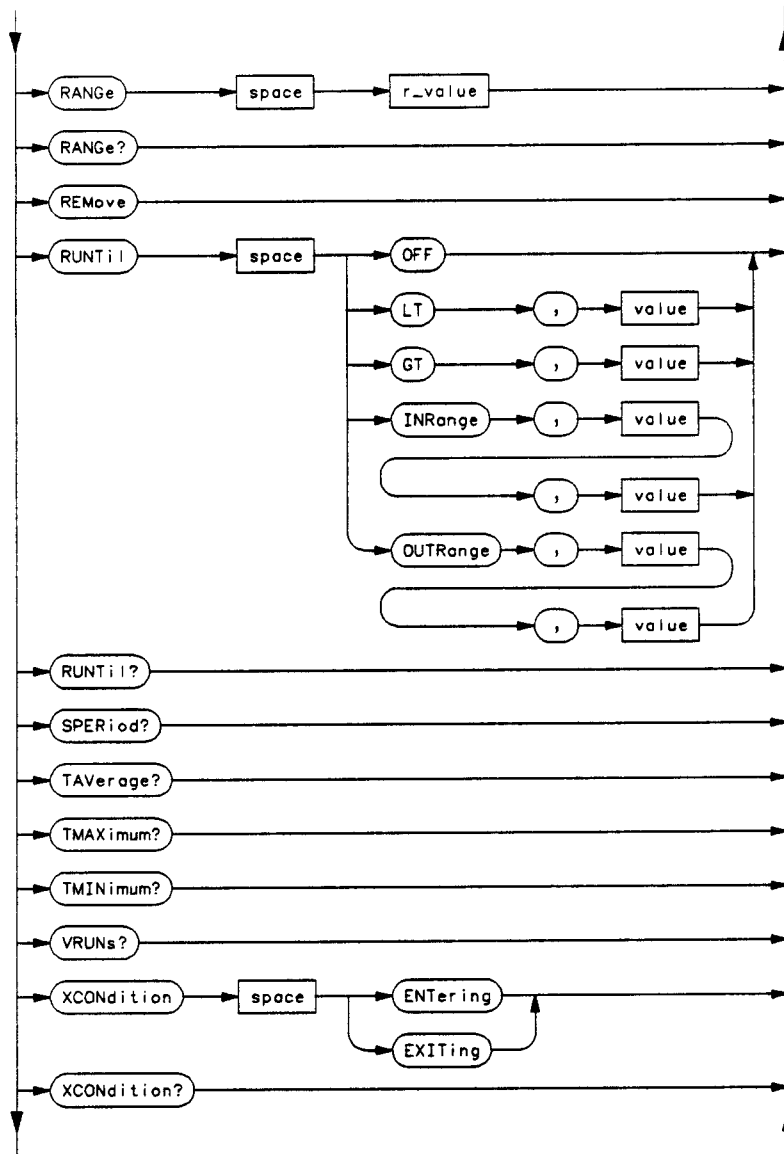 RANGe space r_value
RANGe?
REMove
RUNTil space OFF
LT , value
GT , value
INRange , value
, value
OUTRange , value
, value
RUNTil?
SPERiod?
TAVerage?
TMAXimum?
TMINimum?
VRUNs?
XCONdition space ENTering
EXITing
XCONdition?